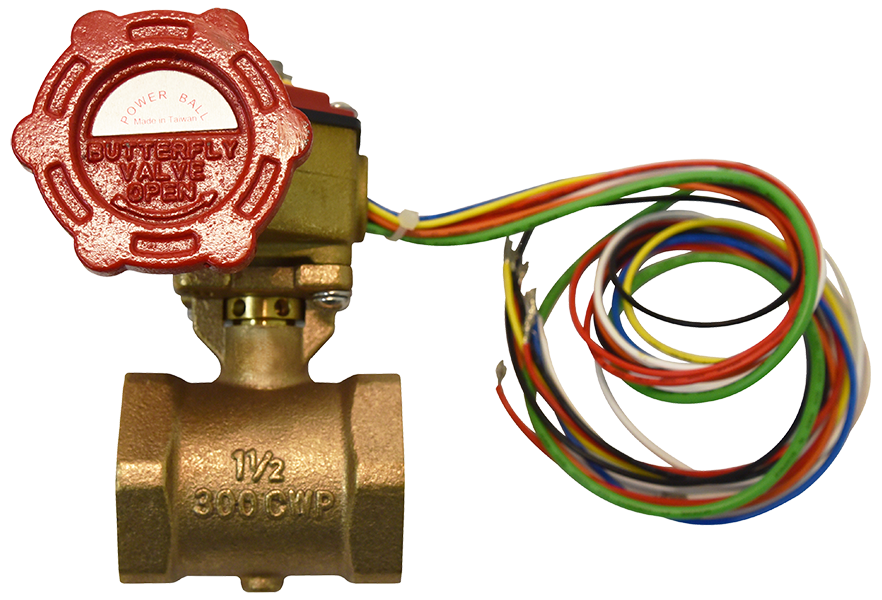 POWER BALL
Made in Taiwan
BUTTERFLY
VALVE
OPEN
1½
300 CWP